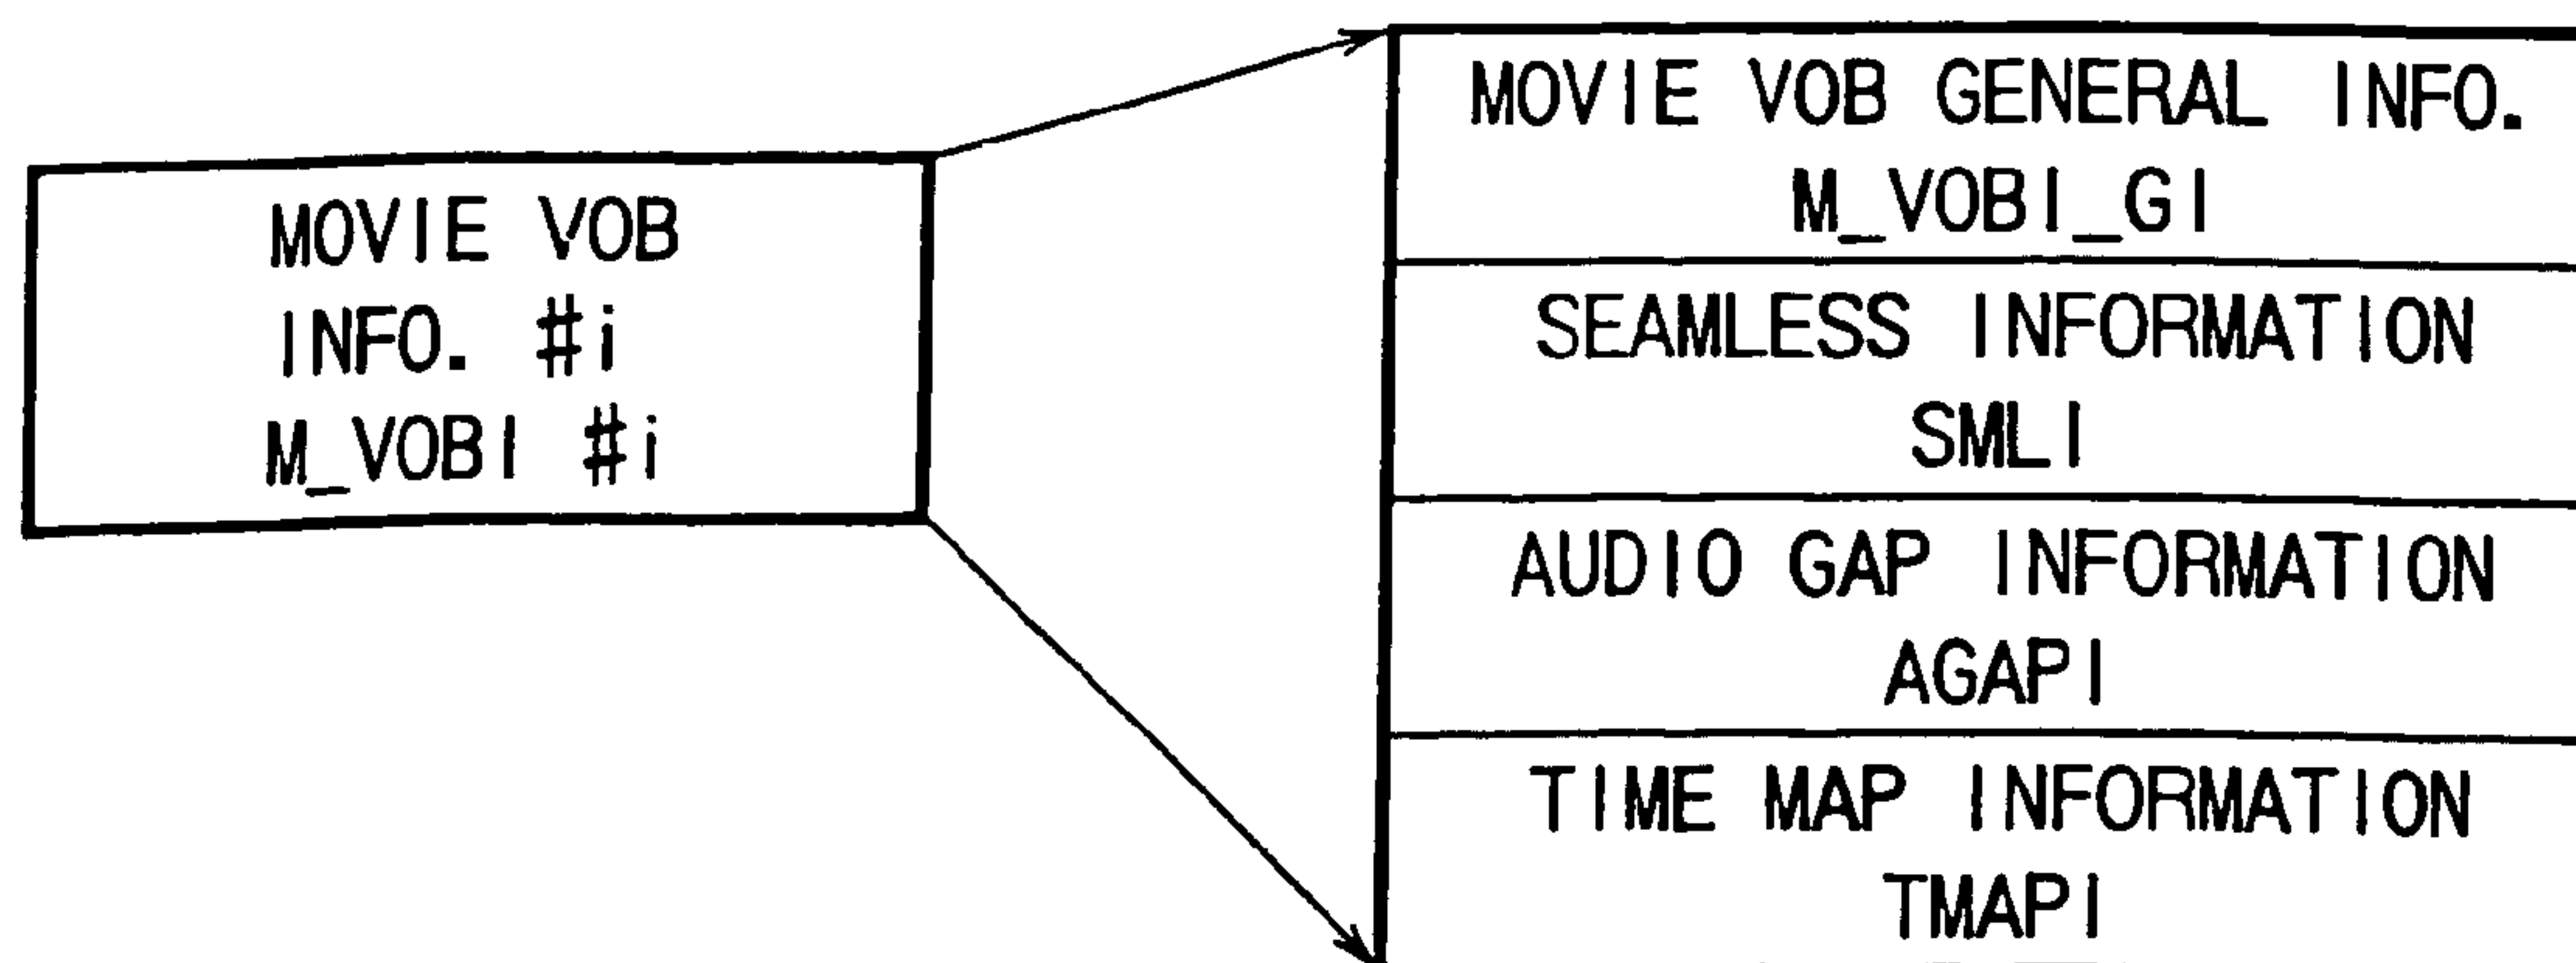 MOVIE VOB
INFO. #i
M_VOBI #i
MOVIE VOB GENERAL INFO.
M_VOBI_GI
SEAMLESS INFORMATION
SMLI
AUDIO GAP INFORMATION
AGAPI
TIME MAP INFORMATION
TMAPI